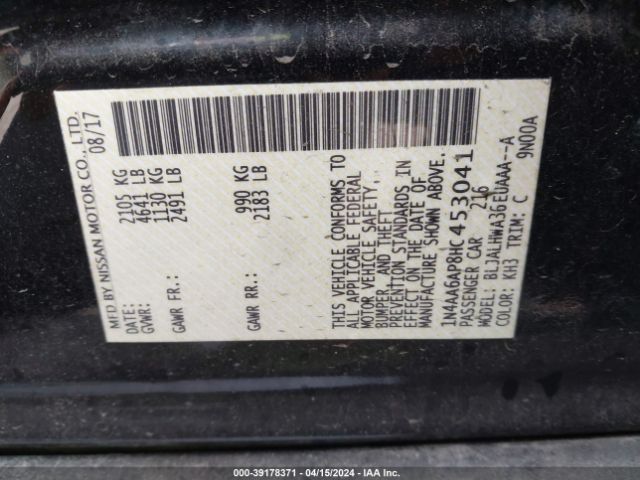 MFD BY NISSAN MOTOR CO., LTD.
DATE: 08/17
GVWR: 2105 KG
4641 LB
GAWR FR.: 1130 KG
2491 LB
GAWR RR.: 990 KG
2183 LB
THIS VEHICLE CONFORMS TO
ALL APPLICABLE FEDERAL
MOTOR VEHICLE SAFETY,
BUMPER, AND THEFT
PREVENTION STANDARDS IN
EFFECT ON THE DATE OF
MANUFACTURE SHOWN ABOVE.
1N4AA6AP8HC453041
PASSENGER CAR 216
MODEL: BLJALHWA36EUAAA--A
COLOR: KH3 TRIM: C 9N00A
000-39178371 | 04/15/2024 | IAA Inc.